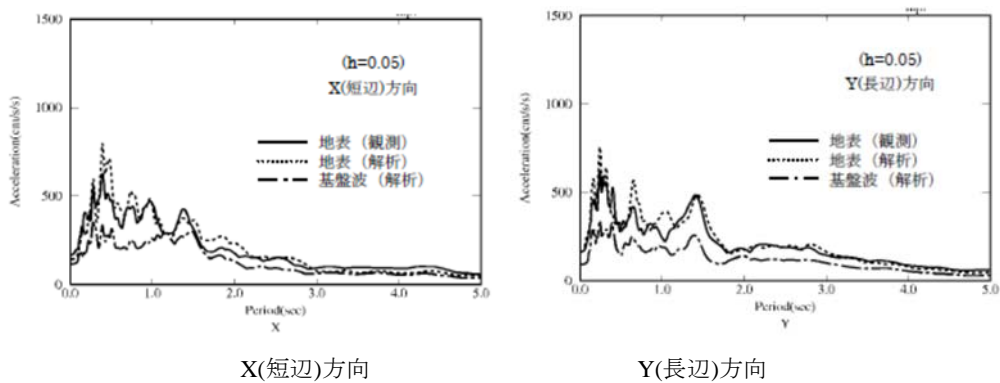 1500
1000
500
0
Acceleration(cm/s/s)
(h=0.05)
X(短辺)方向
地表 (観測)
地表 (解析)
基盤波 (解析)
0.0 1.0 2.0 3.0 4.0 5.0
Period(sec)
X
1500
1000
500
0
Acceleration(cm/s/s)
(h=0.05)
Y(長辺)方向
地表 (観測)
地表 (解析)
基盤波 (解析)
0.0 1.0 2.0 3.0 4.0 5.0
Period(sec)
Y
X(短辺)方向
Y(長辺)方向